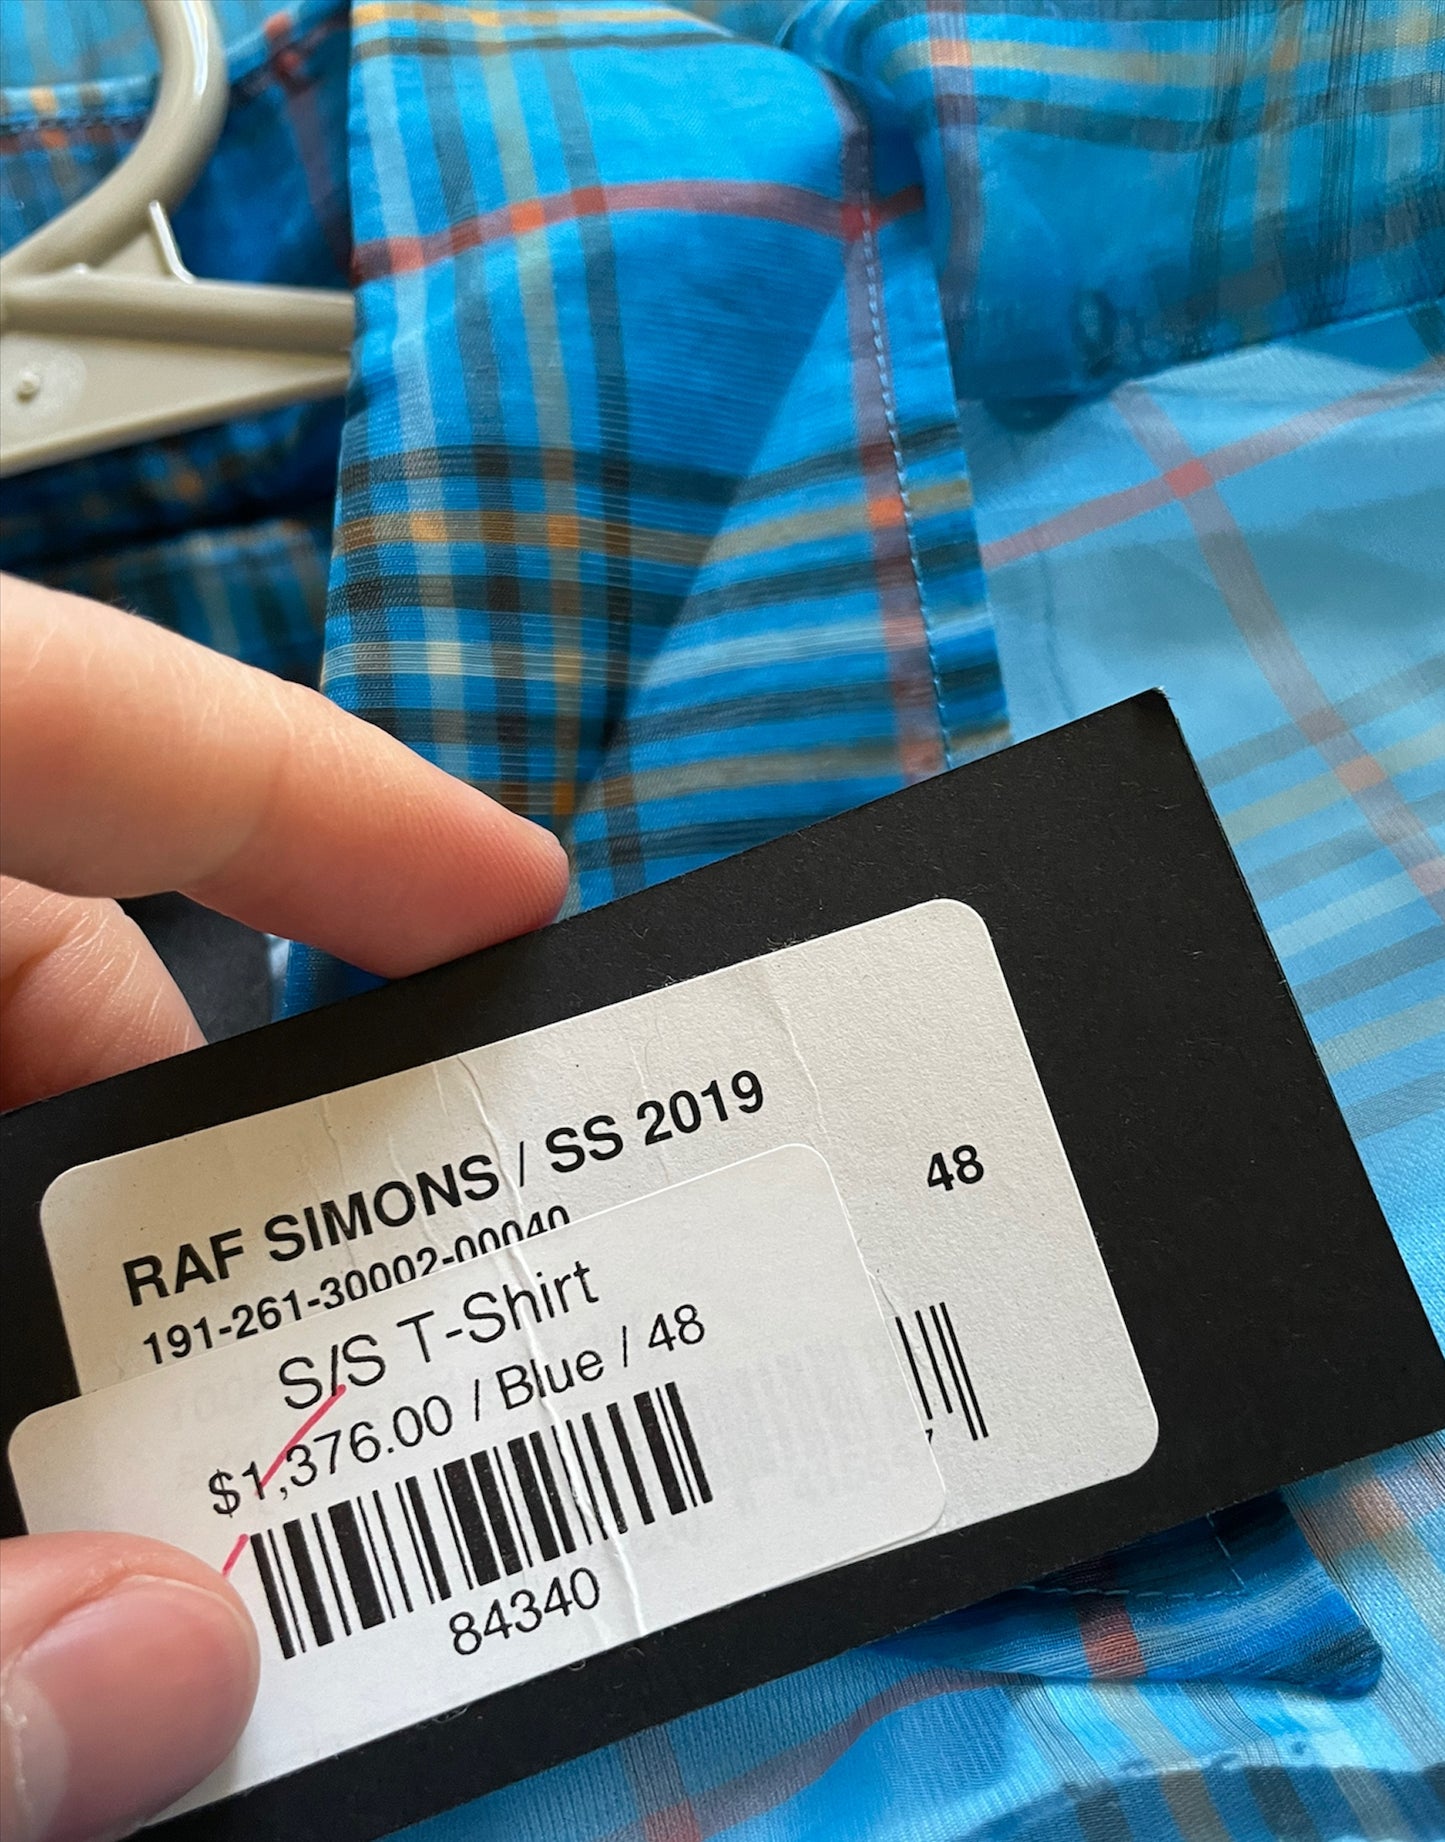 RAF SIMONS / SS 2019
48
191-261-30002-00040
S/S T-Shirt
$1,376.00 / Blue / 48
84340